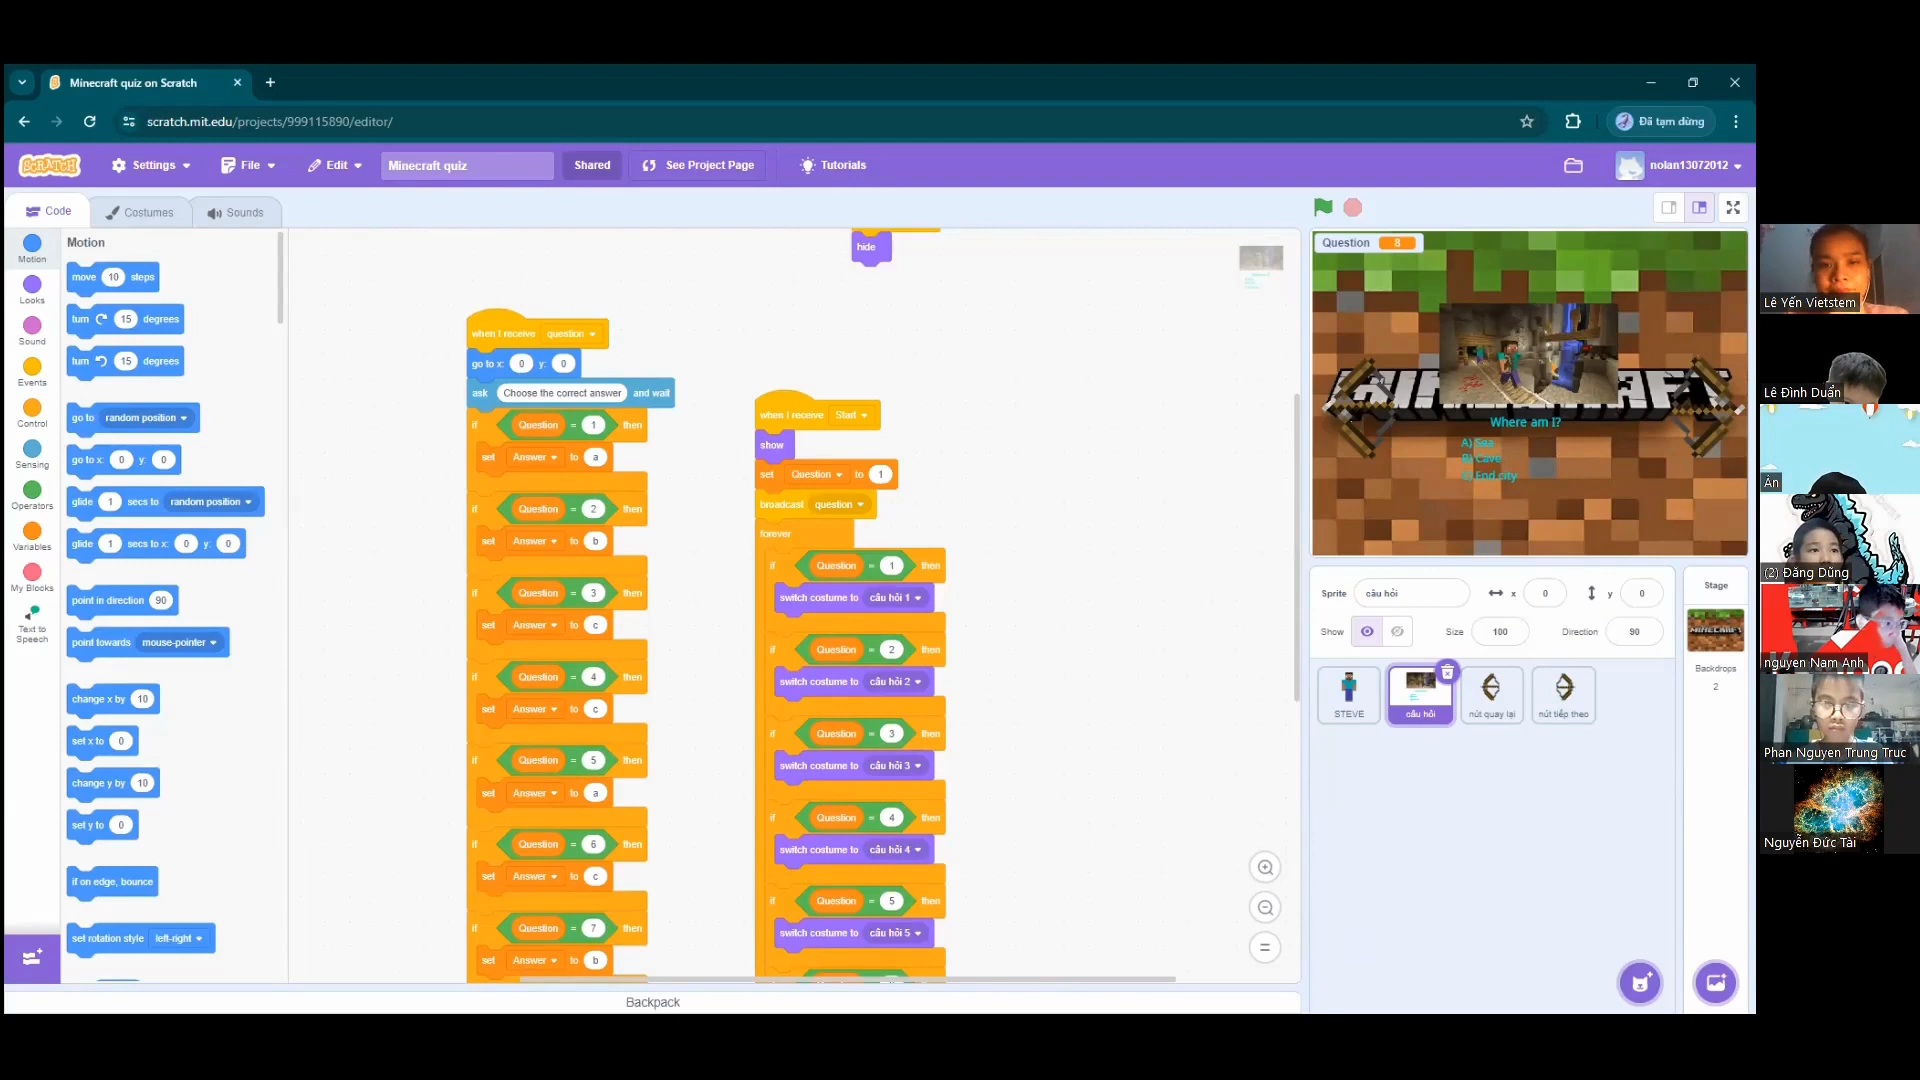 Minecraft quiz on Scratch
scratch.mit.edu/projects/999115890/editor/
Đã tạm dừng
SCRATCH
Settings
File
Edit
Minecraft quiz
Shared
See Project Page
Tutorials
nolan13072012
Code
Costumes
Sounds
Motion
Looks
Sound
Events
Control
Sensing
Operators
Variables
My Blocks
Text to
Speech
Motion
move 10 steps
turn 15 degrees
turn 15 degrees
go to random position
go to x: 0 y: 0
glide 1 secs to random position
glide 1 secs to x: 0 y: 0
point in direction 90
point towards mouse-pointer
change x by 10
set x to 0
change y by 10
set y to 0
if on edge, bounce
set rotation style left-right
hide
when I receive question
go to x: 0 y: 0
ask Choose the correct answer and wait
if Question = 1 then
set Answer to a
if Question = 2 then
set Answer to b
if Question = 3 then
set Answer to c
if Question = 4 then
set Answer to c
if Question = 5 then
set Answer to a
if Question = 6 then
set Answer to c
if Question = 7 then
set Answer to b
when I receive Start
show
set Question to 1
broadcast question
forever
if Question = 1 then
switch costume to câu hỏi 1
if Question = 2 then
switch costume to câu hỏi 2
if Question = 3 then
switch costume to câu hỏi 3
if Question = 4 then
switch costume to câu hỏi 4
if Question = 5 then
switch costume to câu hỏi 5
Backpack
Question 8
MINECRAFT
Where am I?
A) Sea
B) Cave
C) End city
Sprite câu hỏi x 0 y 0
Show Size 100 Direction 90
STEVE
câu hỏi
nút quay lại
nút tiếp theo
Stage
MINECRAFT
Backdrops
2
Lê Yến Vietstem
Lê Đình Duẩn
Ân
(2) Đăng Dũng
nguyen Nam Anh
Phan Nguyen Trung Truc
Nguyễn Đức Tài